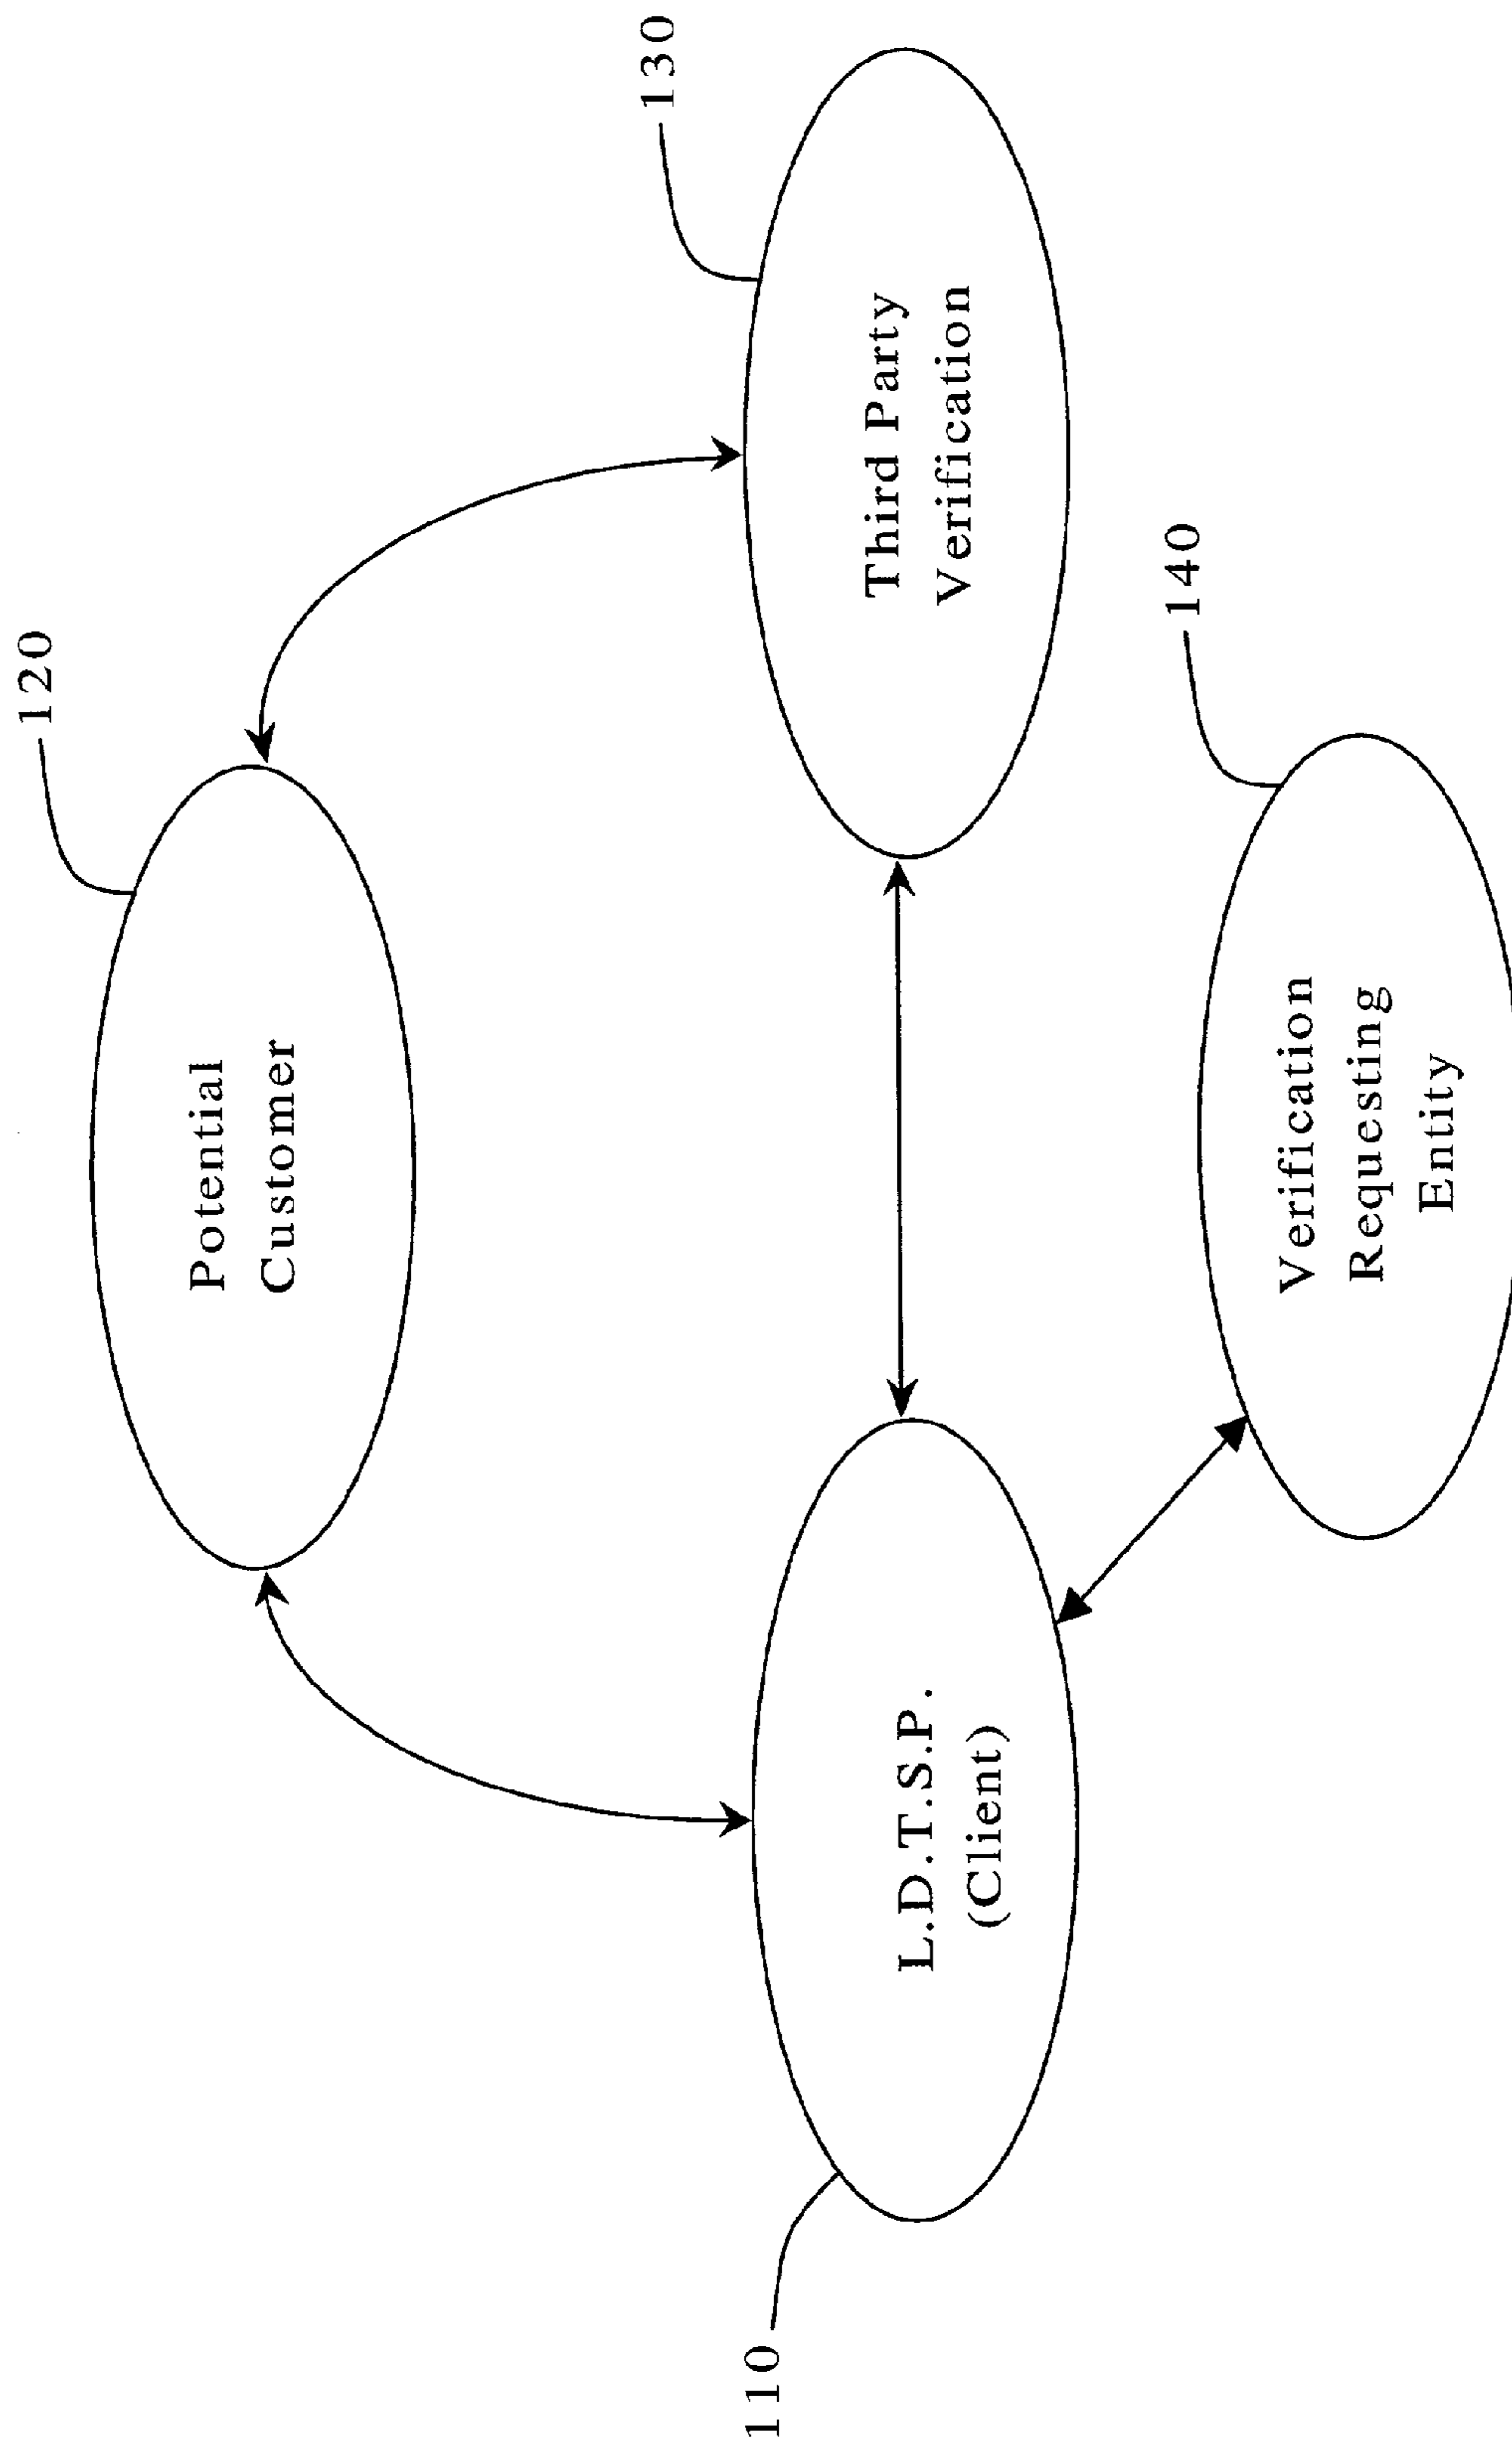 120
Potential
Customer
130
Third Party
Verification
110
L.D.T.S.P.
(Client)
140
Verification
Requesting
Entity